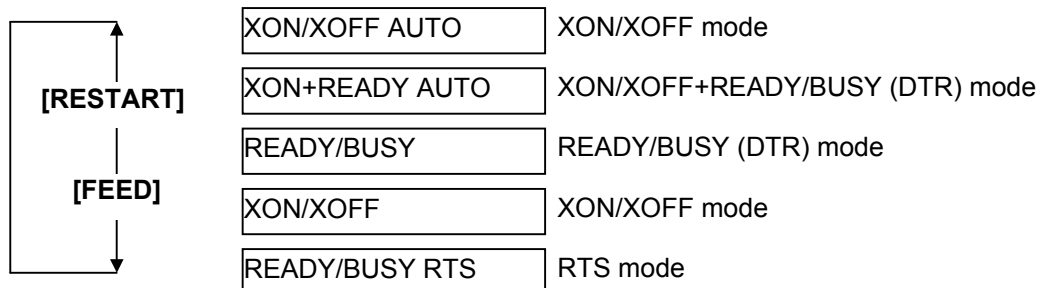 XON/XOFF AUTO XON/XOFF mode
[RESTART] XON+READY AUTO XON/XOFF+READY/BUSY (DTR) mode
READY/BUSY READY/BUSY (DTR) mode
[FEED]
XON/XOFF XON/XOFF mode
READY/BUSY RTS RTS mode